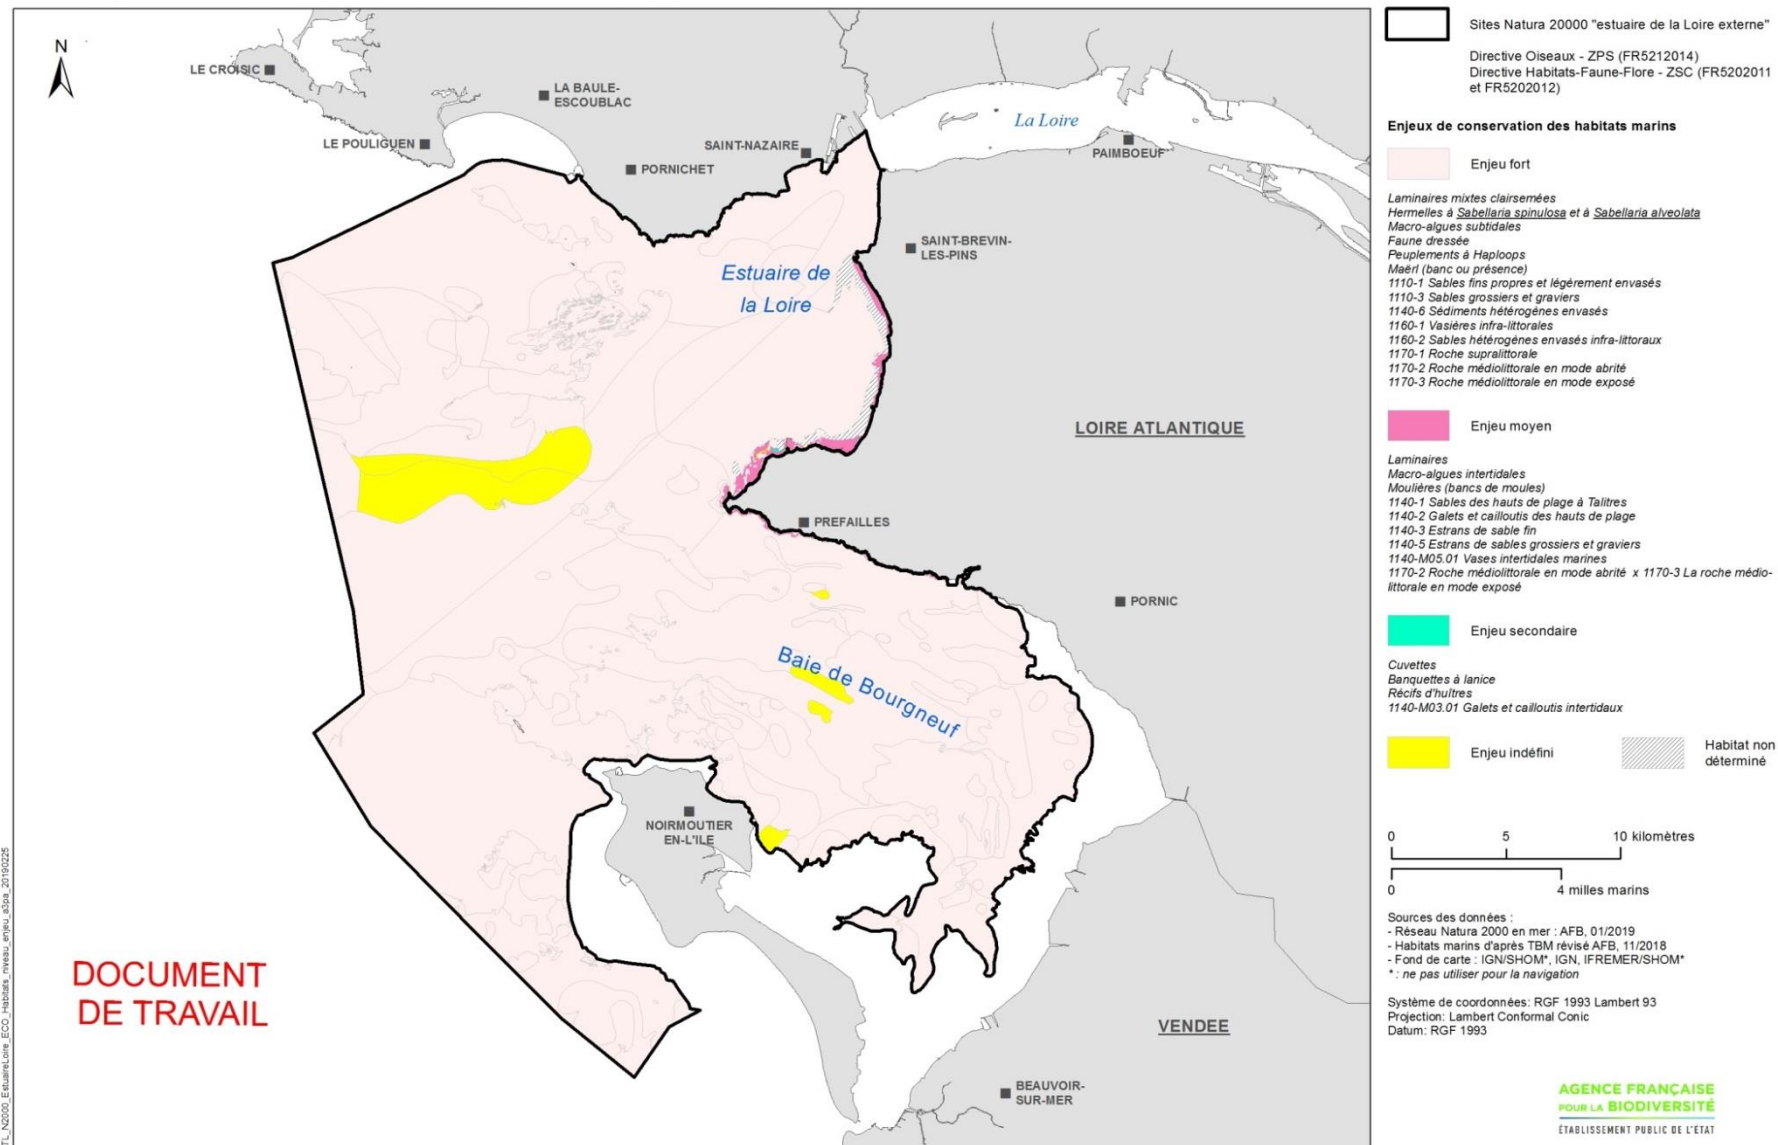 N
LE CROISIC
LA BAULE-
ESCOUBLAC
LE POULIGUEN
PORNICHET
SAINT-NAZAIRE
La Loire
PAIMBOEUF
SAINT-BREVIN-
LES-PINS
Estuaire de
la Loire
LOIRE ATLANTIQUE
PREFAILLES
PORNIC
Baie de Bourgneuf
NOIRMOUTIER
EN-L'ILE
VENDEE
BEAUVOIR-
SUR-MER
DOCUMENT
DE TRAVAIL
TL_N2000_EstuaireLoire_ECO_Habitats_niveau_enjeu_a3pa_20190225
Sites Natura 20000 "estuaire de la Loire externe"
Directive Oiseaux - ZPS (FR5212014)
Directive Habitats-Faune-Flore - ZSC (FR5202011
et FR5202012)
Enjeux de conservation des habitats marins
Enjeu fort
Laminaires mixtes clairsemées
Hermelles à Sabellaria spinulosa et à Sabellaria alveolata
Macro-algues subtidales
Faune dressée
Peuplements à Haploops
Maërl (banc ou présence)
1110-1 Sables fins propres et légèrement envasés
1110-3 Sables grossiers et graviers
1140-6 Sédiments hétérogènes envasés
1160-1 Vasières infra-littorales
1160-2 Sables hétérogènes envasés infra-littoraux
1170-1 Roche supralittorale
1170-2 Roche médiolittorale en mode abrité
1170-3 Roche médiolittorale en mode exposé
Enjeu moyen
Laminaires
Macro-algues intertidales
Moulières (bancs de moules)
1140-1 Sables des hauts de plage à Talitres
1140-2 Galets et cailloutis des hauts de plage
1140-3 Estrans de sable fin
1140-5 Estrans de sables grossiers et graviers
1140-M05.01 Vases intertidales marines
1170-2 Roche médiolittorale en mode abrité x 1170-3 La roche médio-
littorale en mode exposé
Enjeu secondaire
Cuvettes
Banquettes à lanice
Récifs d'huîtres
1140-M03.01 Galets et cailloutis intertidaux
Enjeu indéfini
Habitat non
déterminé
0 5 10 kilomètres
0 4 milles marins
Sources des données :
- Réseau Natura 2000 en mer : AFB, 01/2019
- Habitats marins d'après TBM révisé AFB, 11/2018
- Fond de carte : IGN/SHOM*, IGN, IFREMER/SHOM*
* : ne pas utiliser pour la navigation
Système de coordonnées: RGF 1993 Lambert 93
Projection: Lambert Conformal Conic
Datum: RGF 1993
AGENCE FRANÇAISE
POUR LA BIODIVERSITÉ
ÉTABLISSEMENT PUBLIC DE L'ÉTAT